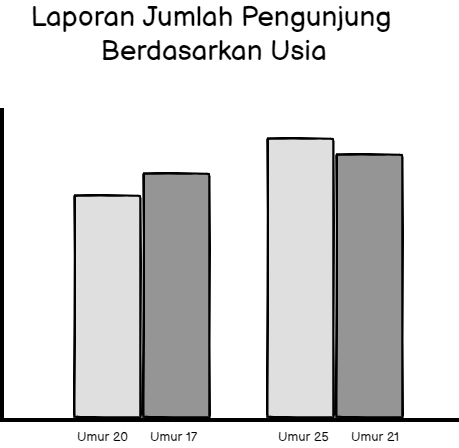 Laporan Jumlah Pengunjung
Berdasarkan Usia
Umur 20 Umur 17 Umur 25 Umur 21